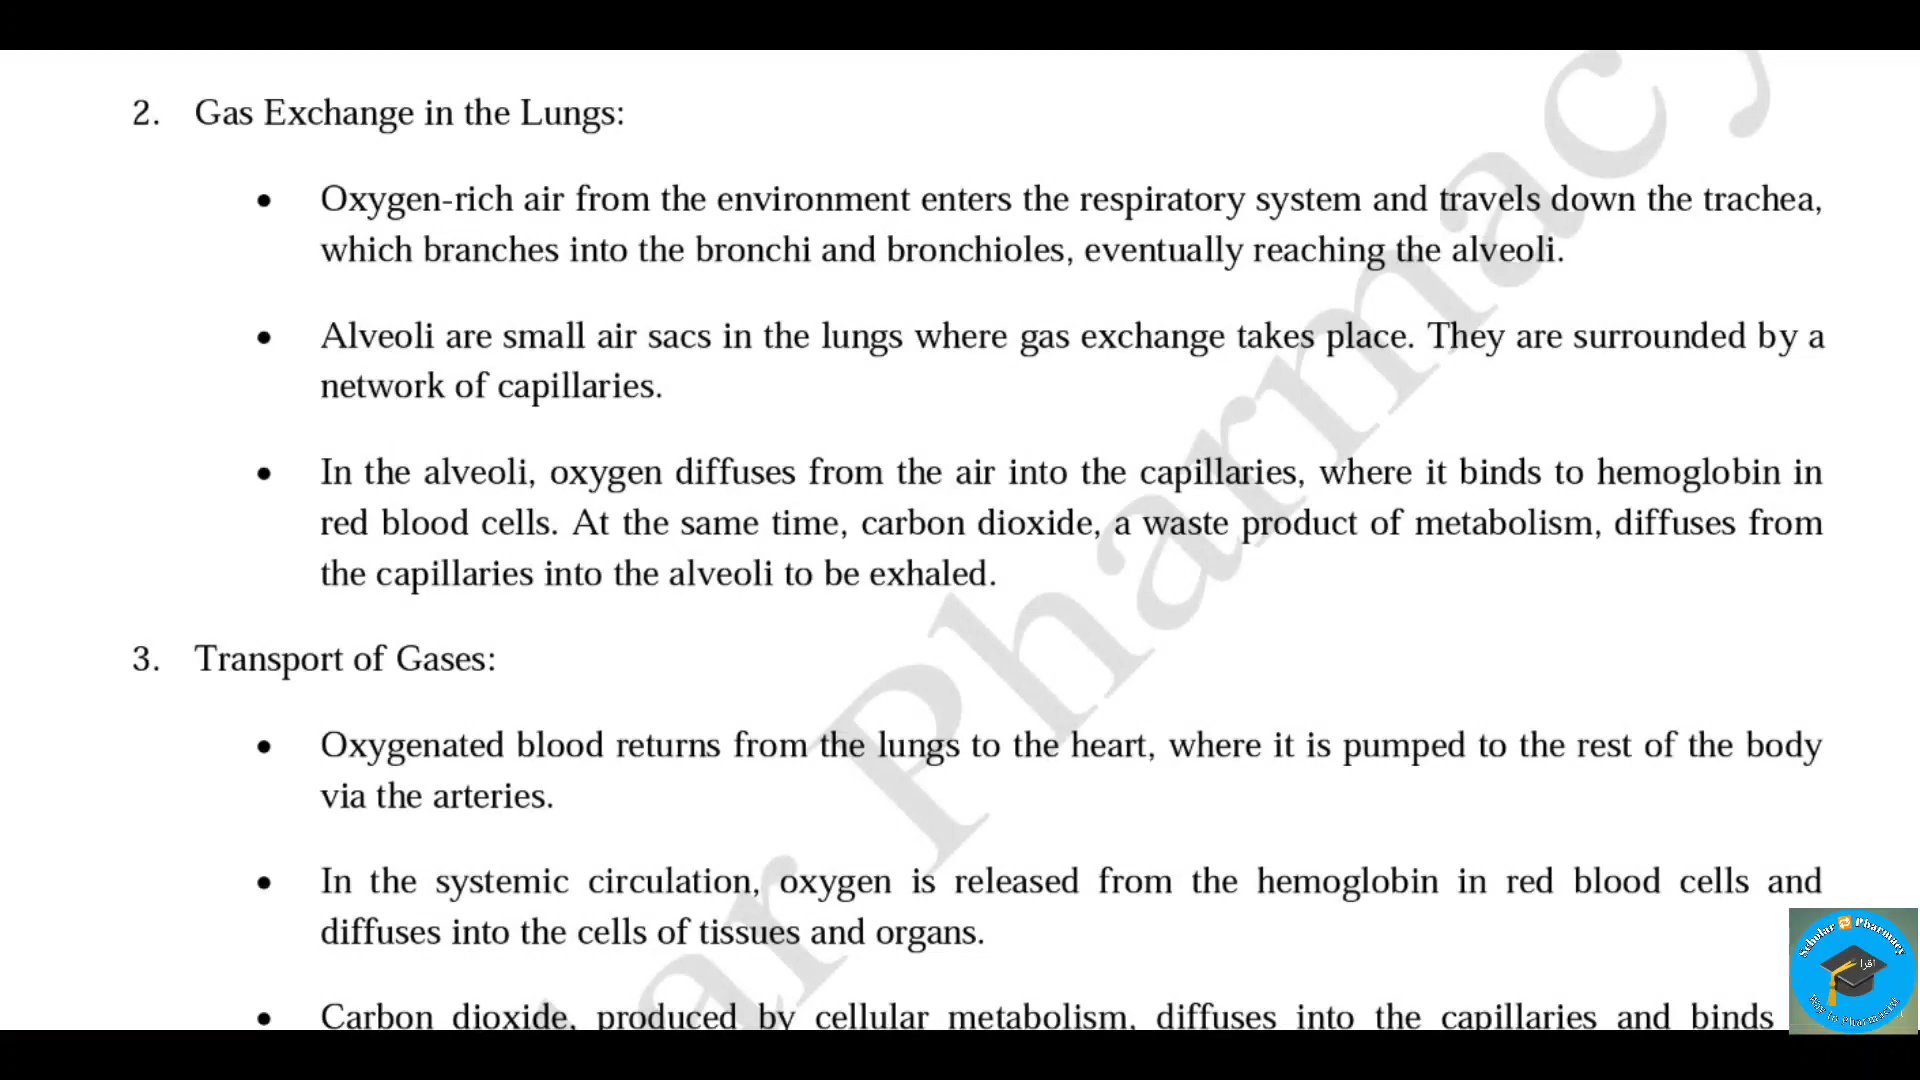 2. Gas Exchange in the Lungs:
• Oxygen-rich air from the environment enters the respiratory system and travels down the trachea,
which branches into the bronchi and bronchioles, eventually reaching the alveoli.
• Alveoli are small air sacs in the lungs where gas exchange takes place. They are surrounded by a
network of capillaries.
• In the alveoli, oxygen diffuses from the air into the capillaries, where it binds to hemoglobin in
red blood cells. At the same time, carbon dioxide, a waste product of metabolism, diffuses from
the capillaries into the alveoli to be exhaled.
3. Transport of Gases:
• Oxygenated blood returns from the lungs to the heart, where it is pumped to the rest of the body
via the arteries.
• In the systemic circulation, oxygen is released from the hemoglobin in red blood cells and
diffuses into the cells of tissues and organs.
• Carbon dioxide, produced by cellular metabolism, diffuses into the capillaries and binds
ar Pharmacy
Scholar Pharmacy
اقرا